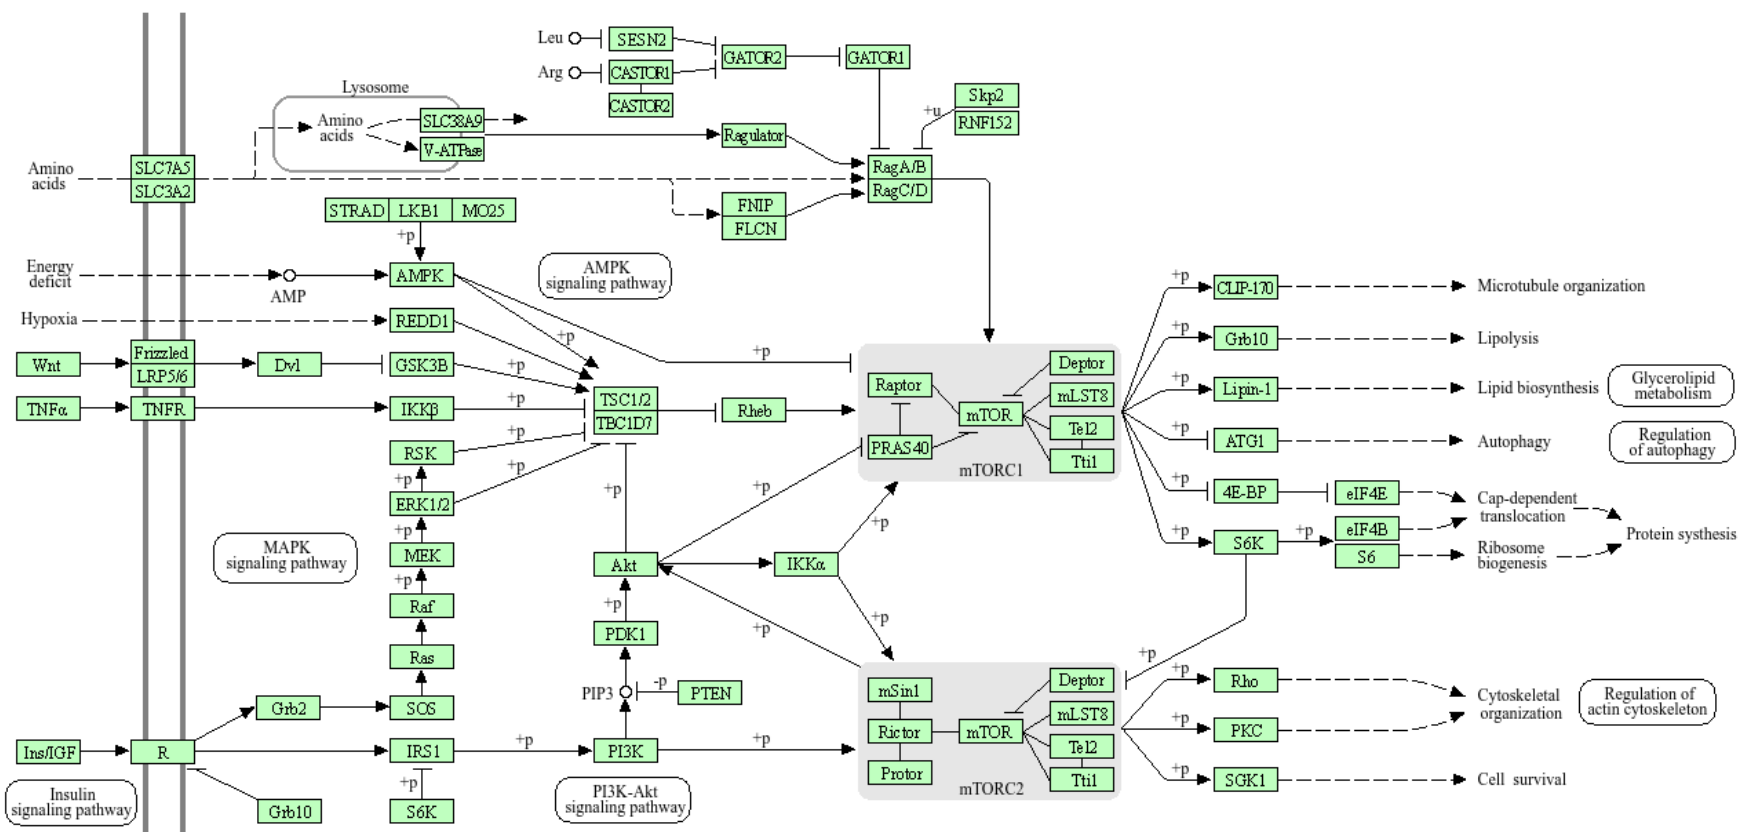 Leu
SESN2
GATOR2
GATOR1
Arg
CASTOR1
CASTOR2
Skp2
RNF152
+u
Lysosome
Amino
acids
SLC38A9
V-ATPase
Ragulator
Amino
acids
SLC7A5
SLC3A2
RagA/B
RagC/D
FNIP
FLCN
STRAD
LKB1
MO25
+p
Energy
deficit
AMP
AMPK
AMPK
signaling pathway
Hypoxia
REDD1
+p
+p
Wnt
Frizzled
LRP5/6
Dvl
GSK3B
+p
TNFα
TNFR
IKKβ
+p
TSC1/2
TBC1D7
Rheb
RSK
+p
+p
ERK1/2
+p
+p
MEK
+p
Raf
Ras
MAPK
signaling pathway
Raptor
PRAS40
mTOR
Deptor
mLST8
Tel2
Tti1
mTORC1
+p
CLIP-170
Microtubule organization
+p
Grb10
Lipolysis
+p
Lipin-1
Lipid biosynthesis
Glycerolipid
metabolism
+p
ATG1
Autophagy
Regulation
of autophagy
+p
4E-BP
eIF4E
Cap-dependent
translocation
+p
S6K
+p
eIF4B
S6
Ribosome
biogenesis
Protein systhesis
+p
+p
Akt
IKKα
+p
+p
+p
+p
PDK1
PIP3
-p
PTEN
Grb2
SOS
Ins/IGF
R
IRS1
+p
PI3K
+p
+p
S6K
Grb10
Insulin
signaling pathway
PI3K-Akt
signaling pathway
mSin1
Rictor
Protor
mTOR
Deptor
mLST8
Tel2
Tti1
mTORC2
+p
+p
Rho
+p
PKC
Cytoskeletal
organization
Regulation of
actin cytoskeleton
+p
SGK1
Cell survival